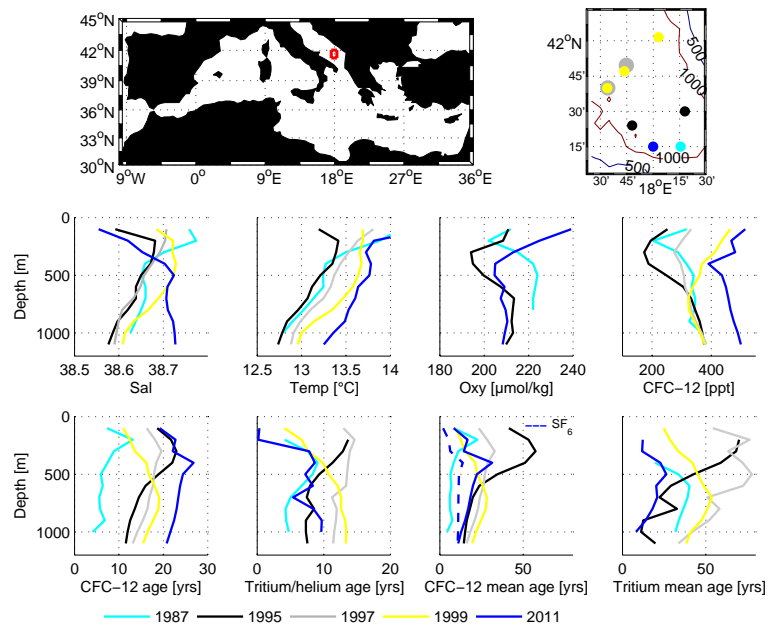 45°N
42°N
39°N
36°N
33°N
30°N
9°W 0° 9°E 18°E 27°E 36°E
42°N
45'
30'
15'
30' 45' 18°E 15' 30'
500
1000
500
1000
0
500
1000
Depth [m]
38.5 38.6 38.7
Sal
12.5 13 13.5 14
Temp [°C]
180 200 220 240
Oxy [µmol/kg]
200 400
CFC−12 [ppt]
0
500
1000
Depth [m]
0 10 20 30
CFC−12 age [yrs]
0 5 10 15 20
Tritium/helium age [yrs]
SF6
0 50
CFC−12 mean age [yrs]
0 50
Tritium mean age [yrs]
1987 1995 1997 1999 2011